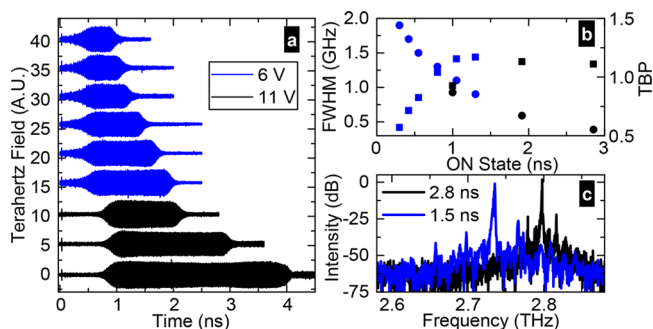 a
6 V
11 V
Terahertz Field (A.U.)
40
35
30
25
20
15
10
5
0
0 1 2 3 4
Time (ns)
b
FWHM (GHz)
2.0
1.5
1.0
0.5
TBP
1.5
1.0
0.5
0 1 2 3
ON State (ns)
c
2.8 ns
1.5 ns
Intensity (dB)
0
-25
-50
-75
2.6 2.7 2.8
Frequency (THz)